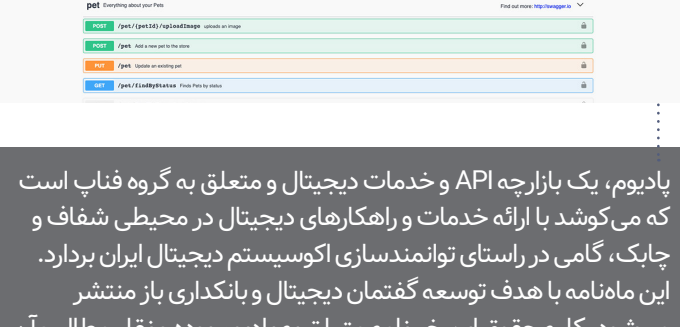 pet Everything about your Pets Find out more: http://swagger.io
POST /pet/{petId}/uploadImage uploads an image
POST /pet Add a new pet to the store
PUT /pet Update an existing pet
GET /pet/findByStatus Finds Pets by status
پادیوم، یک بازارچه API و خدمات دیجیتال و متعلق به گروه فناپ است
که می‌کوشد با ارائه خدمات و راهکارهای دیجیتال در محیطی شفاف و
چابک، گامی در راستای توانمندسازی اکوسیستم دیجیتال ایران بردارد.
این ماه‌نامه با هدف توسعه گفتمان دیجیتال و بانکداری باز منتشر